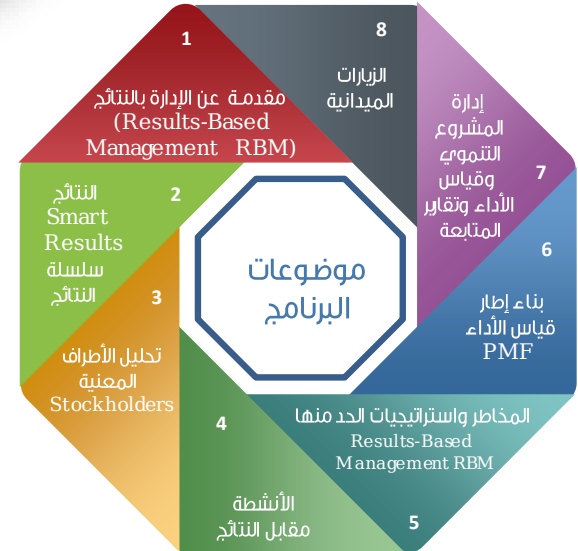 موضوعات
البرنامج
1
مقدمة عن الإدارة بالنتائج
(Results-Based
Management RBM)
2
النتائج
Smart
Results
سلسلة
النتائج
3
تحليل الأطراف
المعنية
Stockholders
4
الأنشطة
مقابل النتائج
5
المخاطر واستراتيجيات الحد منها
Results-Based
Management RBM
6
بناء إطار
قياس الأداء
PMF
7
إدارة
المشروع
التنموي
وقياس
الأداء وتقارير
المتابعة
8
الزيارات
الميدانية